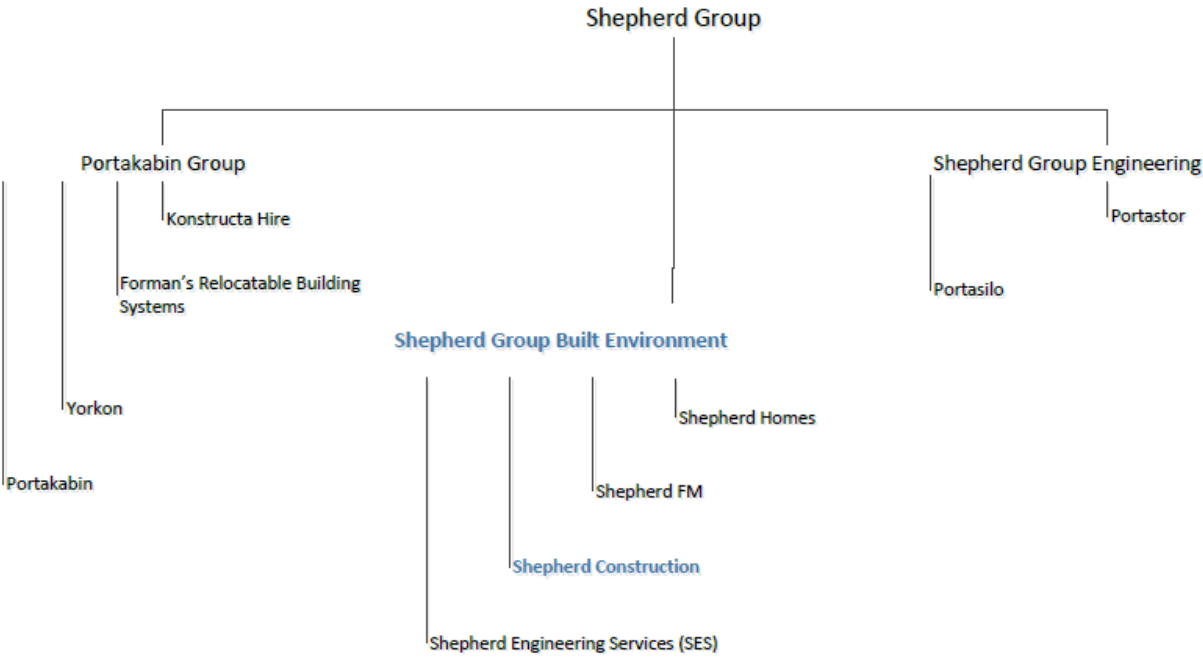 Shepherd Group
Portakabin Group
Shepherd Group Engineering
Konstructa Hire
Portastor
Forman's Relocatable Building
Systems
Portasilo
Shepherd Group Built Environment
Yorkon
Shepherd Homes
Portakabin
Shepherd FM
Shepherd Construction
Shepherd Engineering Services (SES)